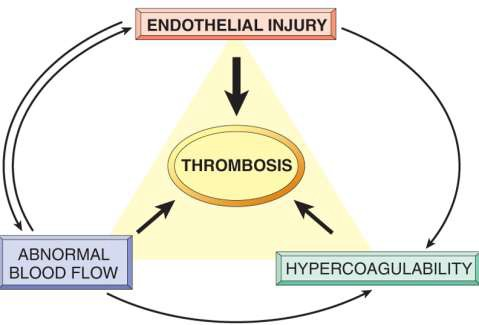 ENDOTHELIAL INJURY
THROMBOSIS
ABNORMAL
BLOOD FLOW
HYPERCOAGULABILITY